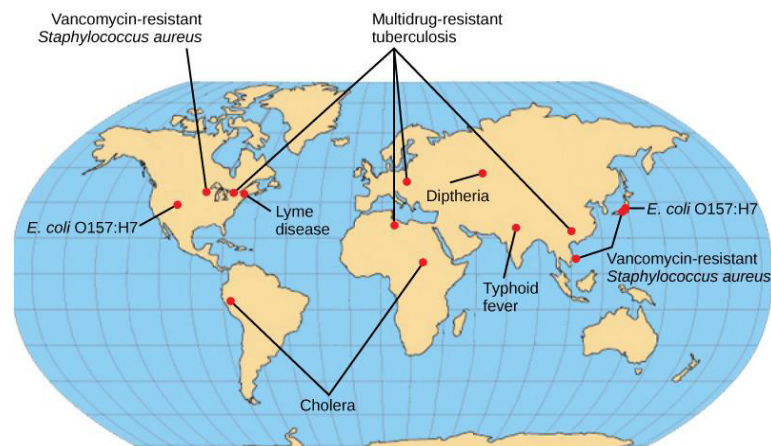 Vancomycin-resistant
Staphylococcus aureus
Multidrug-resistant
tuberculosis
E. coli O157:H7
Lyme
disease
Diptheria
E. coli O157:H7
Typhoid
fever
Vancomycin-resistant
Staphylococcus aureus
Cholera